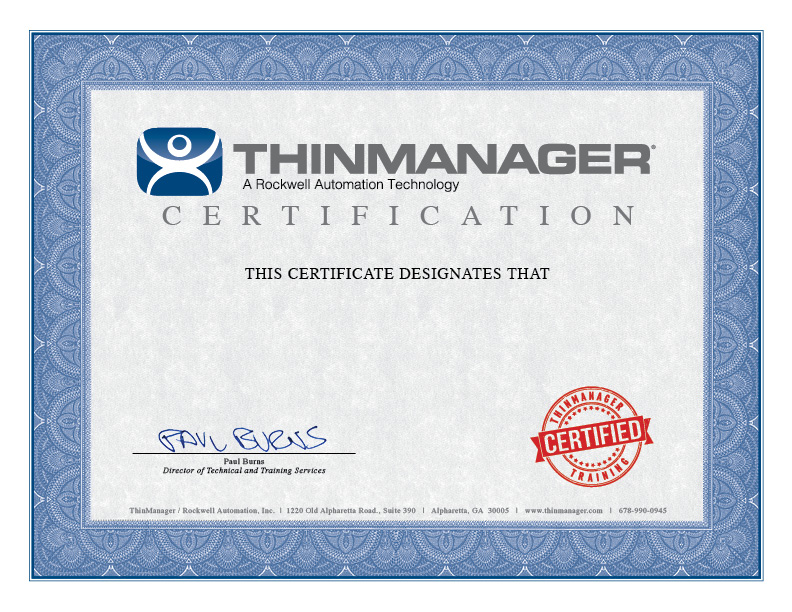 THINMANAGER®
A Rockwell Automation Technology
CERTIFICATION
THIS CERTIFICATE DESIGNATES THAT
PAUL BURNS
Paul Burns
Director of Technical and Training Services
THINMANAGER
CERTIFIED
TRAINING
ThinManager / Rockwell Automation, Inc. | 1220 Old Alpharetta Road., Suite 390 | Alpharetta, GA 30005 | www.thinmanager.com | 678-990-0945